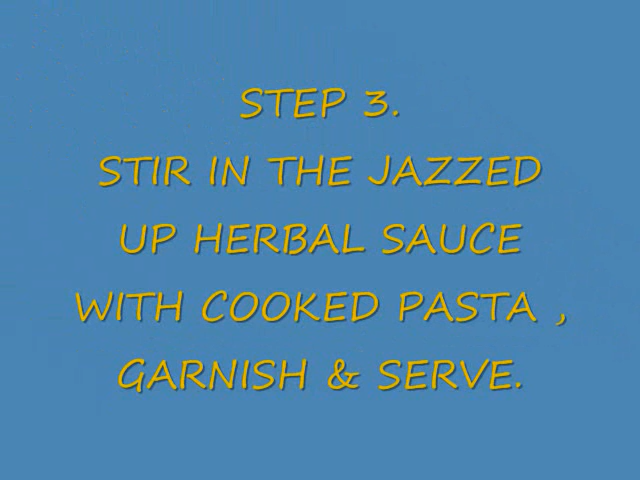 STEP 3.
STIR IN THE JAZZED
UP HERBAL SAUCE
WITH COOKED PASTA ,
GARNISH & SERVE.